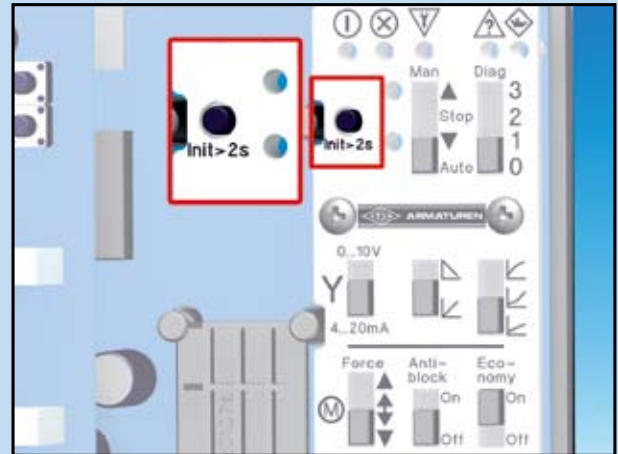 Man Diag
Init>2s
Init>2s
Stop
Auto
3
2
1
0
ARMATUREN
0..10V
Y
4..20mA
Force Anti- Eco-
block nomy
M
On On
Off Off